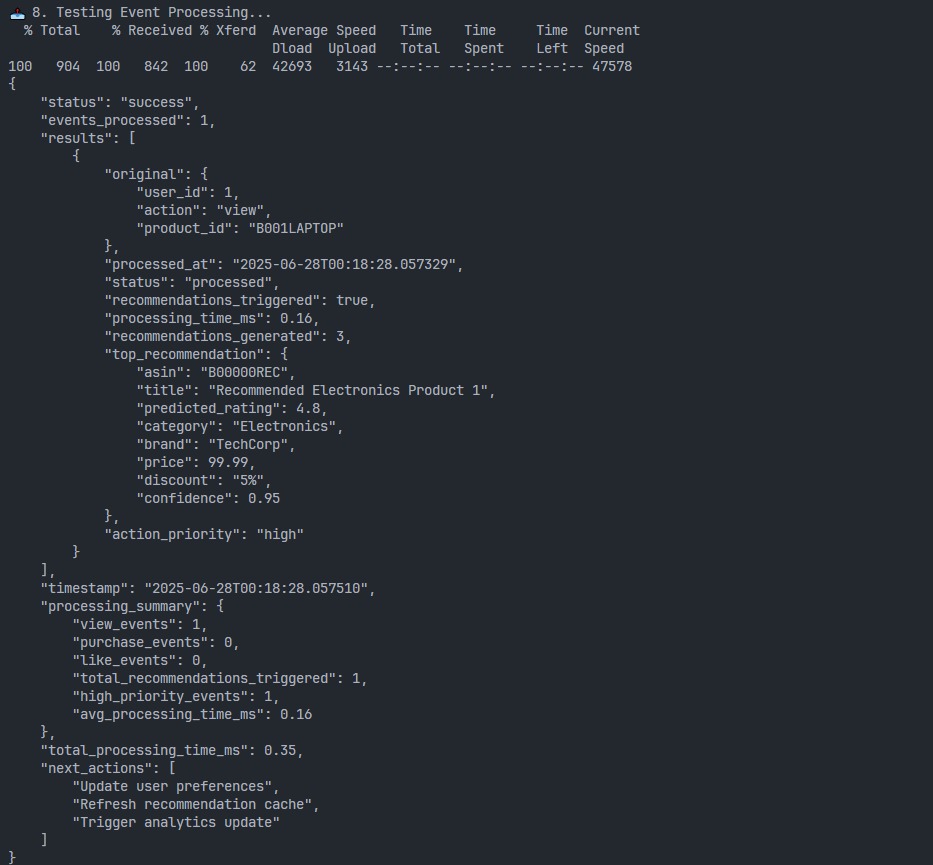 📥 8. Testing Event Processing...
  % Total    % Received % Xferd  Average Speed   Time    Time     Time  Current
                                 Dload  Upload   Total   Spent    Left  Speed
100   904  100   842  100    62  42693   3143 --:--:-- --:--:-- --:--:-- 47578
{
    "status": "success",
    "events_processed": 1,
    "results": [
        {
            "original": {
                "user_id": 1,
                "action": "view",
                "product_id": "B001LAPTOP"
            },
            "processed_at": "2025-06-28T00:18:28.057329",
            "status": "processed",
            "recommendations_triggered": true,
            "processing_time_ms": 0.16,
            "recommendations_generated": 3,
            "top_recommendation": {
                "asin": "B00000REC",
                "title": "Recommended Electronics Product 1",
                "predicted_rating": 4.8,
                "category": "Electronics",
                "brand": "TechCorp",
                "price": 99.99,
                "discount": "5%",
                "confidence": 0.95
            },
            "action_priority": "high"
        }
    ],
    "timestamp": "2025-06-28T00:18:28.057510",
    "processing_summary": {
        "view_events": 1,
        "purchase_events": 0,
        "like_events": 0,
        "total_recommendations_triggered": 1,
        "high_priority_events": 1,
        "avg_processing_time_ms": 0.16
    },
    "total_processing_time_ms": 0.35,
    "next_actions": [
        "Update user preferences",
        "Refresh recommendation cache",
        "Trigger analytics update"
    ]
}